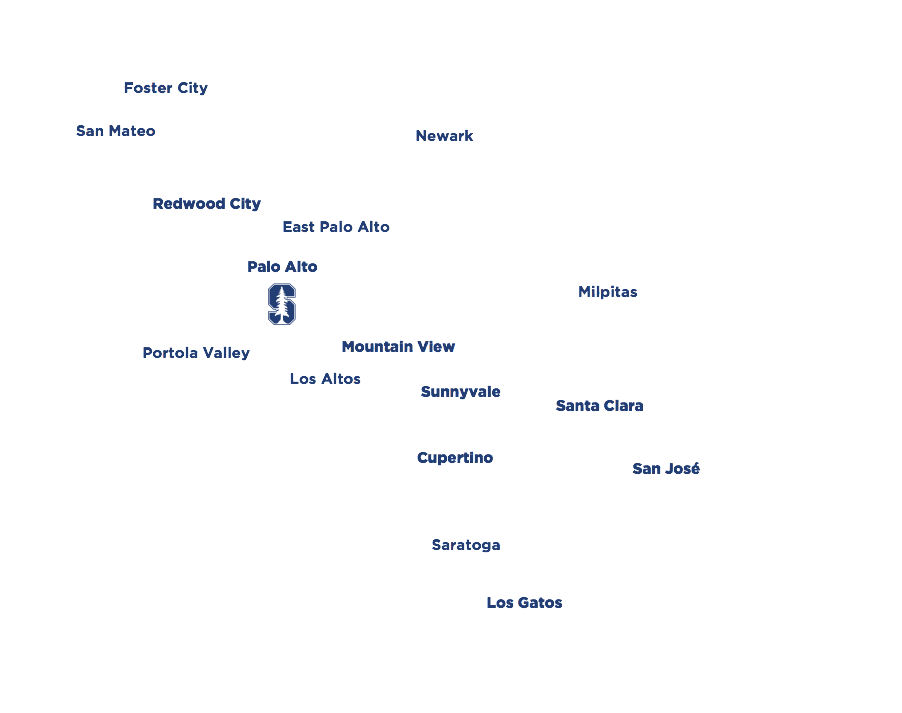 Foster City
San Mateo
Newark
Redwood City
East Palo Alto
Palo Alto
S
Milpitas
Mountain View
Portola Valley
Los Altos
Sunnyvale
Santa Clara
Cupertino
San José
Saratoga
Los Gatos